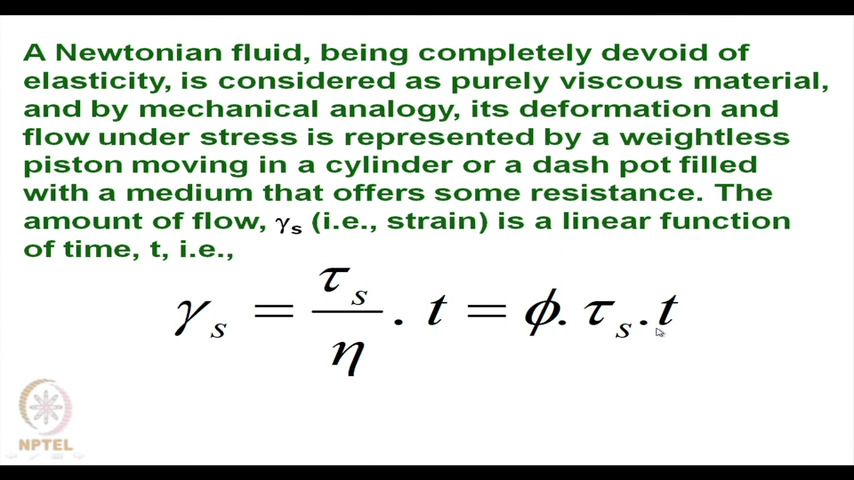 A Newtonian fluid, being completely devoid of
elasticity, is considered as purely viscous material,
and by mechanical analogy, its deformation and
flow under stress is represented by a weightless
piston moving in a cylinder or a dash pot filled
with a medium that offers some resistance. The
amount of flow, γₛ (i.e., strain) is a linear function
of time, t, i.e.,
γₛ = τₛ / η . t = ϕ. τₛ . t
NPTEL